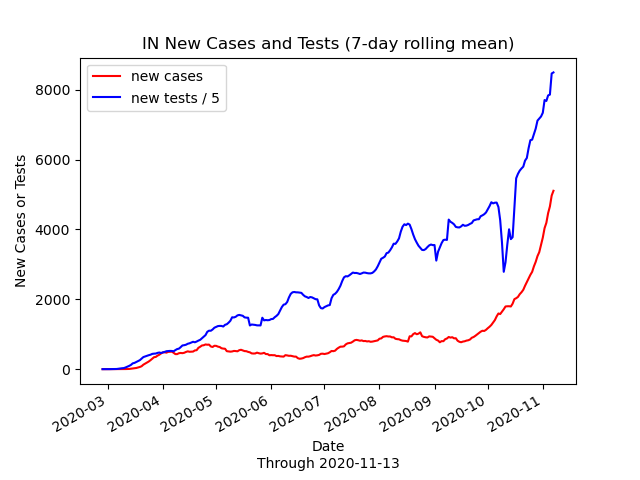 IN New Cases and Tests (7-day rolling mean)
new cases
new tests / 5
New Cases or Tests
8000
6000
4000
2000
0
2020-03
2020-04
2020-05
2020-06
2020-07
2020-08
2020-09
2020-10
2020-11
Date
Through 2020-11-13